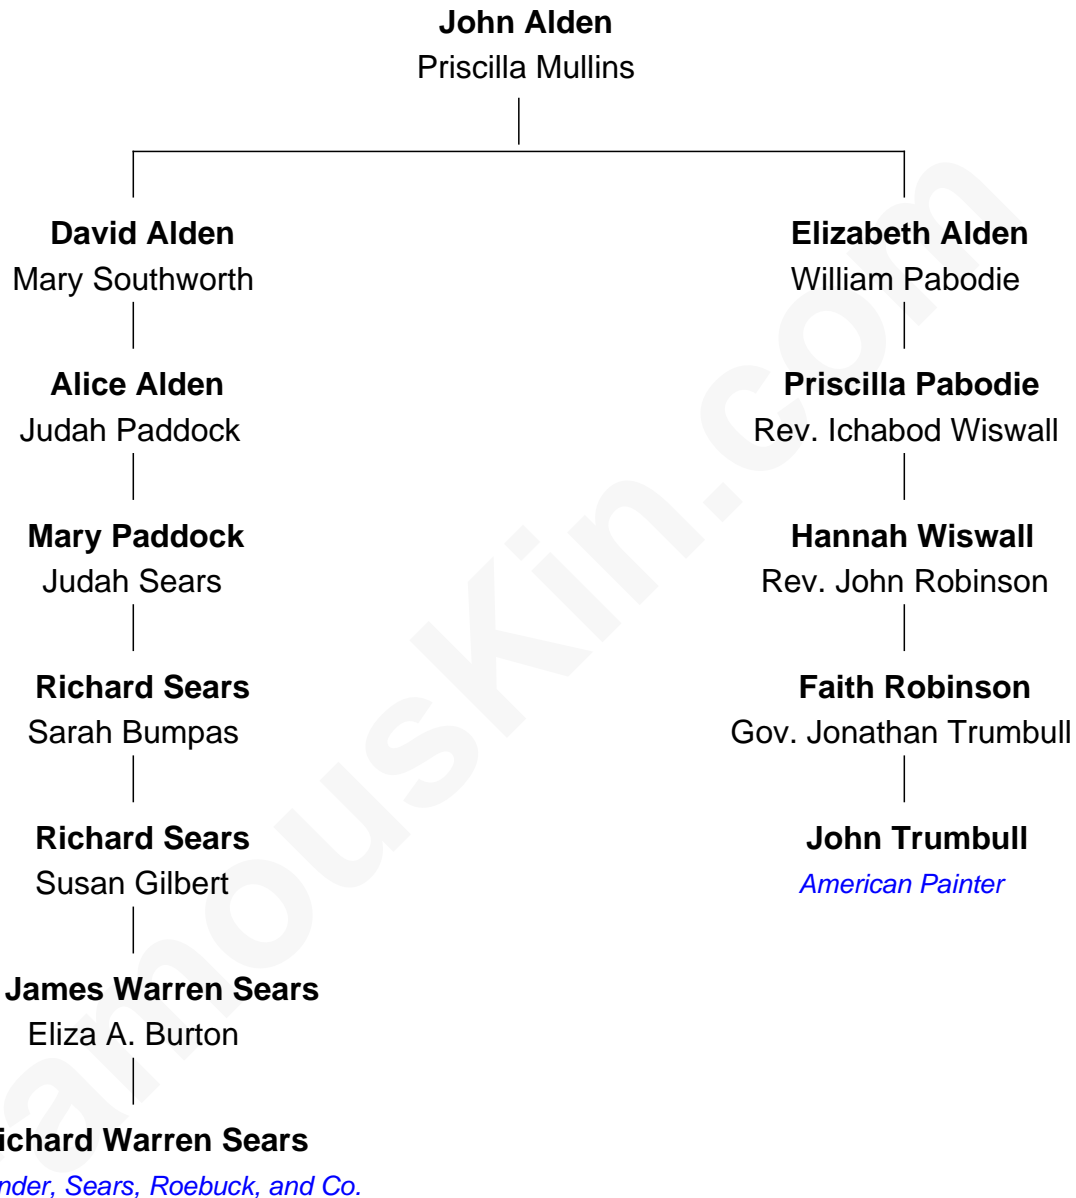 John Alden
Priscilla Mullins
David Alden
Mary Southworth
Elizabeth Alden
William Pabodie
Alice Alden
Judah Paddock
Priscilla Pabodie
Rev. Ichabod Wiswall
Mary Paddock
Judah Sears
Hannah Wiswall
Rev. John Robinson
Richard Sears
Sarah Bumpas
Faith Robinson
Gov. Jonathan Trumbull
Richard Sears
Susan Gilbert
John Trumbull
American Painter
James Warren Sears
Eliza A. Burton
ichard Warren Sears
nder, Sears, Roebuck, and Co.
amousKin.com